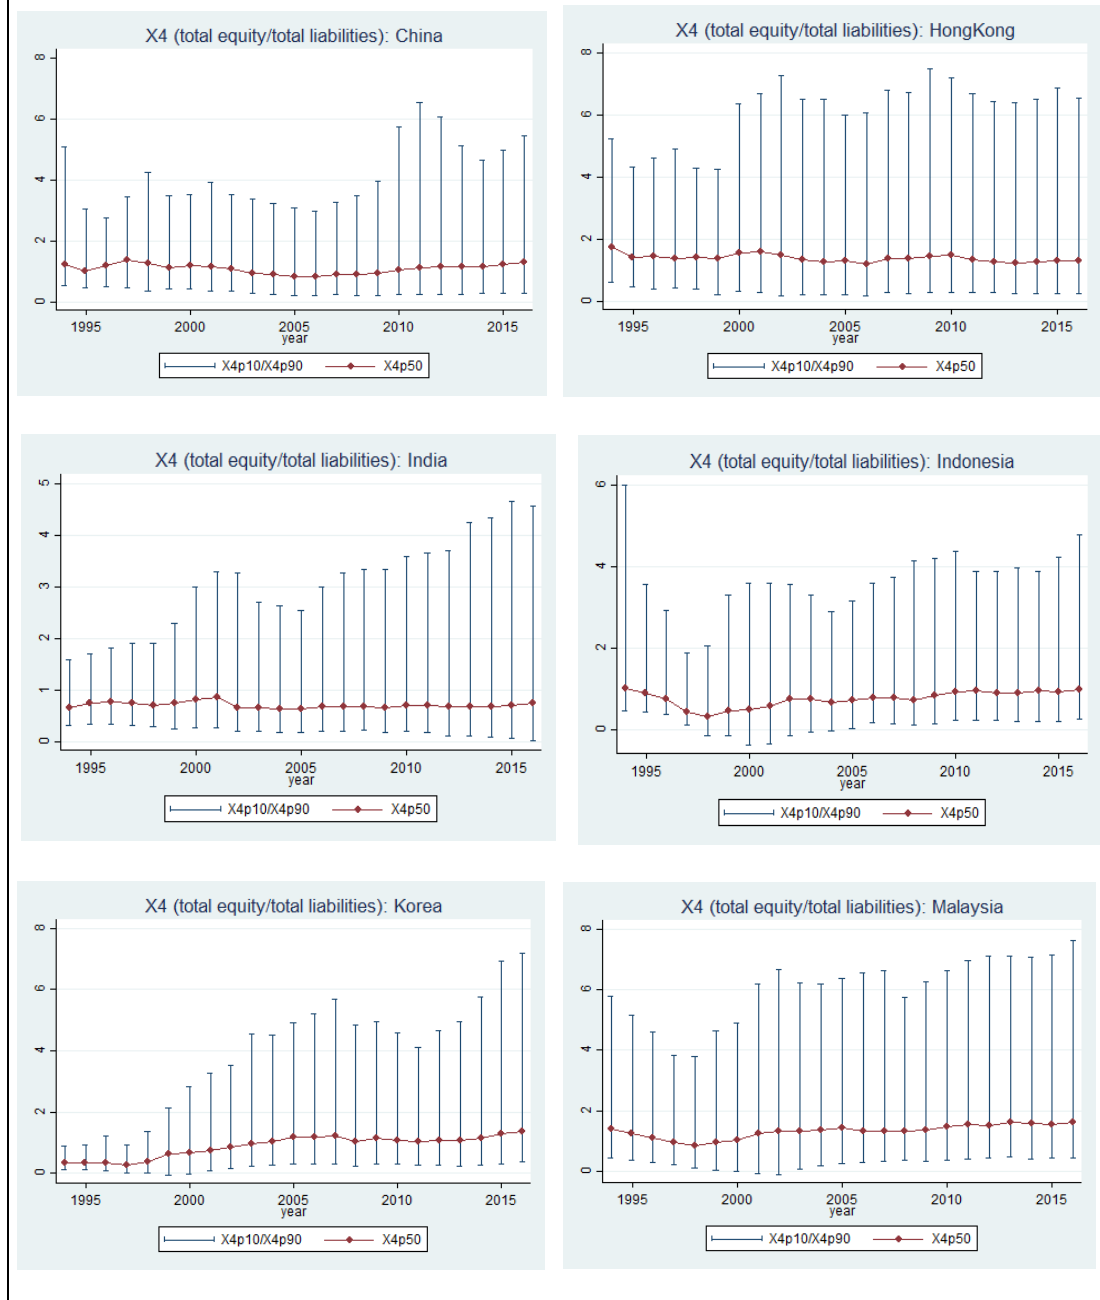 X4 (total equity/total liabilities): China
8
6
4
2
0
1995 2000 2005 2010 2015
year
X4p10/X4p90 X4p50
X4 (total equity/total liabilities): HongKong
8
6
4
2
0
1995 2000 2005 2010 2015
year
X4p10/X4p90 X4p50
X4 (total equity/total liabilities): India
5
4
3
2
1
0
1995 2000 2005 2010 2015
year
X4p10/X4p90 X4p50
X4 (total equity/total liabilities): Indonesia
6
4
2
0
1995 2000 2005 2010 2015
year
X4p10/X4p90 X4p50
X4 (total equity/total liabilities): Korea
8
6
4
2
0
1995 2000 2005 2010 2015
year
X4p10/X4p90 X4p50
X4 (total equity/total liabilities): Malaysia
8
6
4
2
0
1995 2000 2005 2010 2015
year
X4p10/X4p90 X4p50